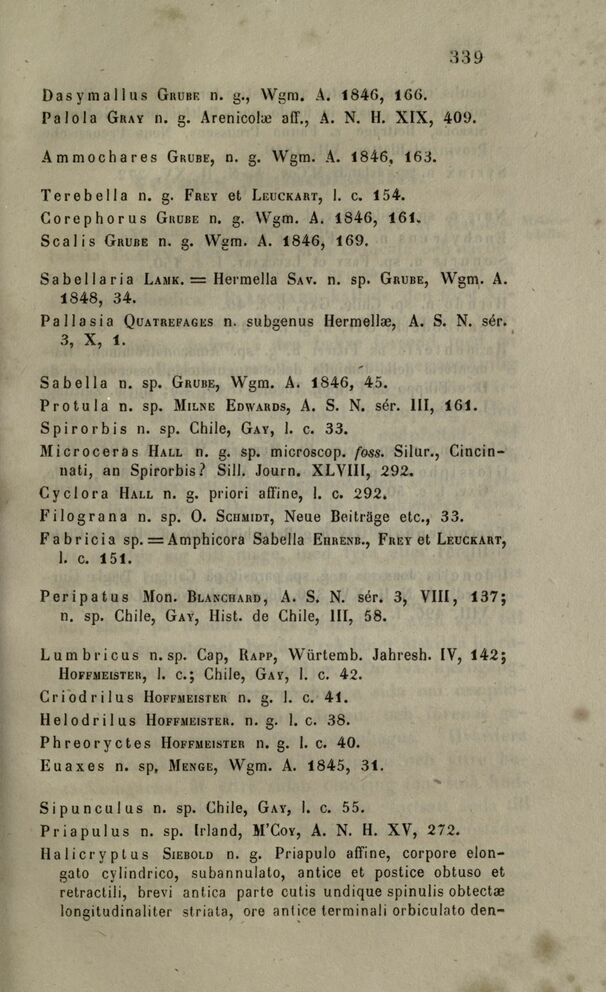 339
Dasymallus Grube n. g., Wgm. A. 1846, 166.
Palola Gray n. g. Arenicolæ aff., A. N. H. XIX, 409.
Ammochares Grube, n. g. Wgm. A. 1846, 163.
Terebella n. g. Frey et Leuckart, l. c. 154.
Corephorus Grube n. g. Wgm. A. 1846, 161.
Scalis Grube n. g. Wgm. A. 1846, 169.
Sabellaria Lamk. = Hermella Sav. n. sp. Grube, Wgm. A.
1848, 34.
Pallasia Quatrefages n. subgenus Hermellæ, A. S. N. sér.
3, X, 1.
Sabella n. sp. Grube, Wgm. A. 1846, 45.
Protula n. sp. Milne Edwards, A. S. N. sér. III, 161.
Spirorbis n. sp. Chile, Gay, l. c. 33.
Microceras Hall n. g. sp. microscop. foss. Silur., Cincin-
nati, an Spirorbis? Sill. Journ. XLVIII, 292.
Cyclora Hall n. g. priori affine, l. c. 292.
Filograna n. sp. O. Schmidt, Neue Beiträge etc., 33.
Fabricia sp. = Amphicora Sabella Ehrenb., Frey et Leuckart,
l. c. 151.
Peripatus Mon. Blanchard, A. S. N. sér. 3, VIII, 137;
n. sp. Chile, Gay, Hist. de Chile, III, 58.
Lumbricus n. sp. Cap, Rapp, Würtemb. Jahresh. IV, 142;
Hoffmeister, l. c.; Chile, Gay, l. c. 42.
Criodrilus Hoffmeister n. g. l. c. 41.
Helodrilus Hoffmeister. n. g. l. c. 38.
Phreoryctes Hoffmeister n. g. l. c. 40.
Euaxes n. sp, Menge, Wgm. A. 1845, 31.
Sipunculus n. sp. Chile, Gay, l. c. 55.
Priapulus n. sp. Irland, M'Coy, A. N. H. XV, 272.
Halicryptus Siebold n. g. Priapulo affine, corpore elon-
gato cylindrico, subannulato, antice et postice obtuso et
retractili, brevi antica parte cutis undique spinulis obtectæ
longitudinaliter striata, ore antice terminali orbiculato den-